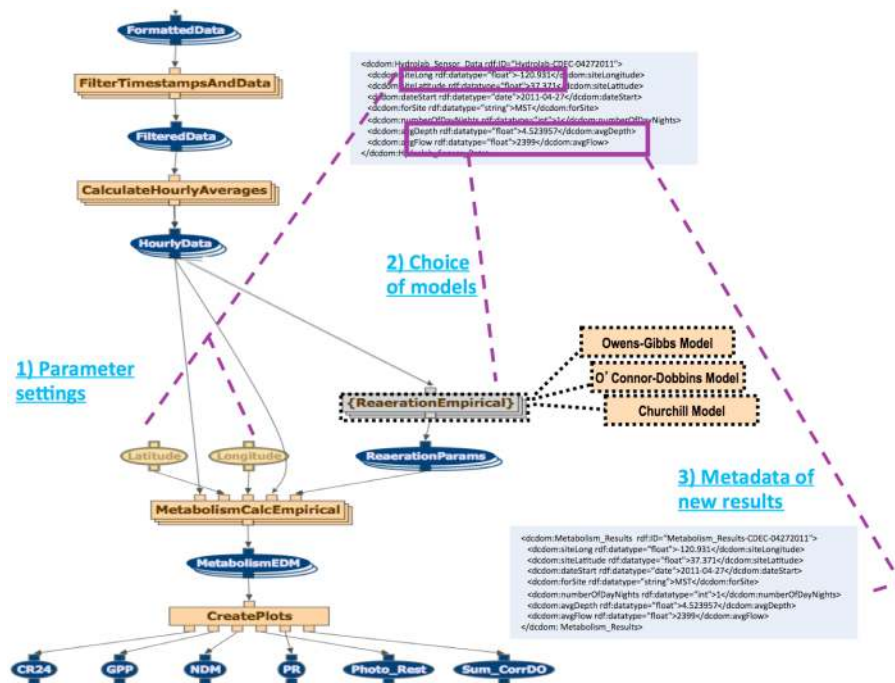 FormattedData
FilterTimestampsAndData
FilteredData
CalculateHourlyAverages
HourlyData
<dcdom:Hydrolab_Sensor_Data rdf:ID="Hydrolab-CDEC-04272011">
<dcdom:siteLong rdf:datatype="float">-120.931</dcdom:siteLongitude>
<dcdom:siteLatitude rdf:datatype="float">37.371</dcdom:siteLatitude>
<dcdom:dateStart rdf:datatype="date">2011-04-27</dcdom:dateStart>
<dcdom:forSite rdf:datatype="string">MST</dcdom:forSite>
<dcdom:numberOfDayNights rdf:datatype="int">1</dcdom:numberOfDayNights>
<dcdom:avgDepth rdf:datatype="float">4.523957</dcdom:avgDepth>
<dcdom:avgFlow rdf:datatype="float">2399</dcdom:avgFlow>
2) Choice
of models
1) Parameter
settings
Owens-Gibbs Model
O' Connor-Dobbins Model
Churchill Model
{ReaerationEmpirical}
Latitude
Longitude
ReaerationParams
3) Metadata of
new results
MetabolismCalcEmpirical
MetabolismEDM
CreatePlots
CR24
GPP
NDM
PR
Photo_Rest
Sum_CorrDO
<dcdom:Metabolism_Results rdf:ID="Metabolism_Results-CDEC-04272011">
<dcdom:siteLong rdf:datatype="float">-120.931</dcdom:siteLongitude>
<dcdom:siteLatitude rdf:datatype="float">37.371</dcdom:siteLatitude>
<dcdom:dateStart rdf:datatype="date">2011-04-27</dcdom:dateStart>
<dcdom:forSite rdf:datatype="string">MST</dcdom:forSite>
<dcdom:numberOfDayNights rdf:datatype="int">1</dcdom:numberOfDayNights>
<dcdom:avgDepth rdf:datatype="float">4.523957</dcdom:avgDepth>
<dcdom:avgFlow rdf:datatype="float">2399</dcdom:avgFlow>
</dcdom: Metabolism_Results>